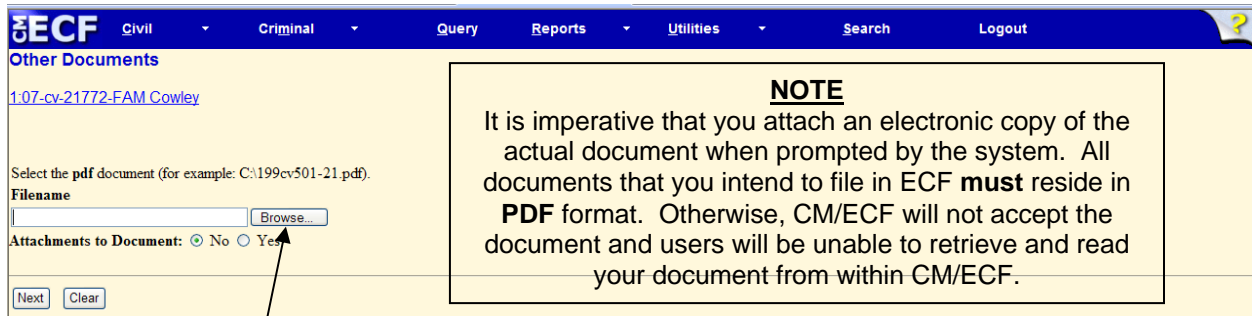 CM ECF Civil Criminal Query Reports Utilities Search Logout ?
Other Documents
1:07-cv-21772-FAM Cowley
Select the pdf document (for example: C:\199cv501-21.pdf).
Filename
Browse...
Attachments to Document: No Yes
Next Clear
NOTE
It is imperative that you attach an electronic copy of the
actual document when prompted by the system. All
documents that you intend to file in ECF must reside in
PDF format. Otherwise, CM/ECF will not accept the
document and users will be unable to retrieve and read
your document from within CM/ECF.